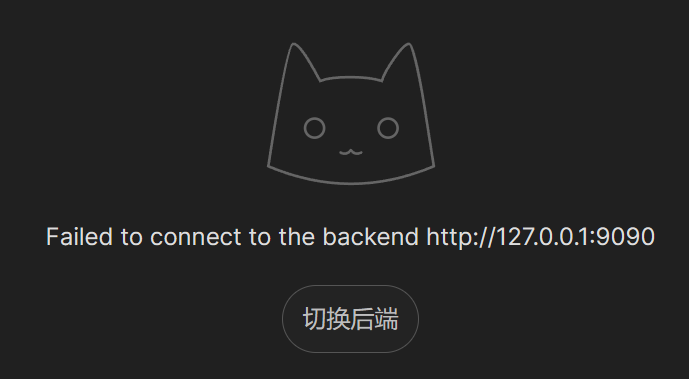 Failed to connect to the backend http://127.0.0.1:9090
切换后端